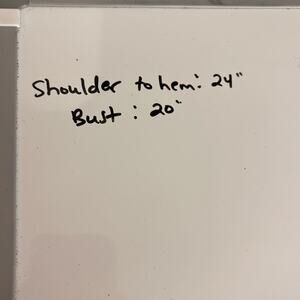 Shoulder to hem: 24"
Bust : 20"